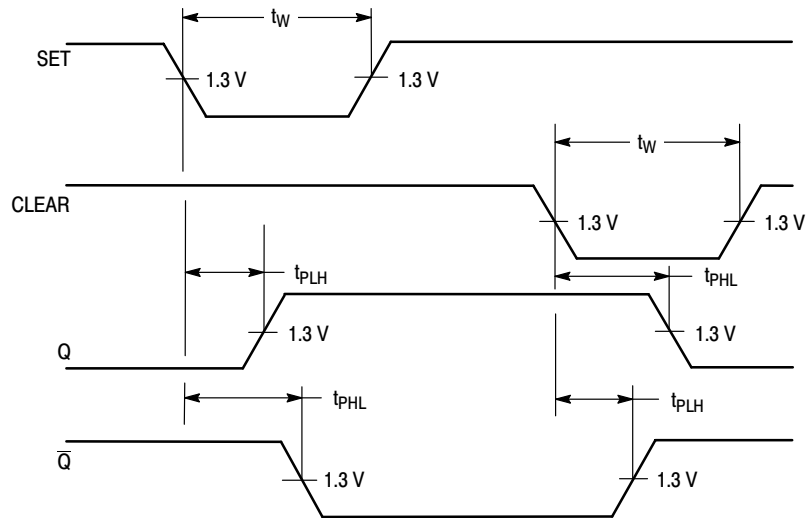 tW
SET
1.3 V
1.3 V
tW
CLEAR
1.3 V
1.3 V
tPLH
tPHL
Q
1.3 V
1.3 V
tPHL
tPLH
Q̅
1.3 V
1.3 V